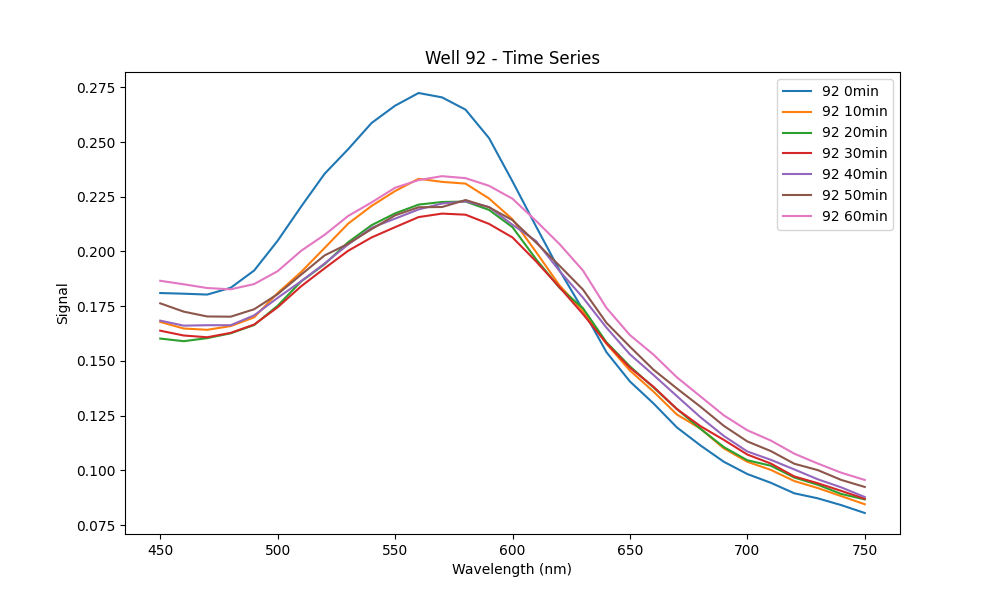 Well 92 - Time Series
Signal
0.275
0.250
0.225
0.200
0.175
0.150
0.125
0.100
0.075
92 0min
92 10min
92 20min
92 30min
92 40min
92 50min
92 60min
450 500 550 600 650 700 750
Wavelength (nm)